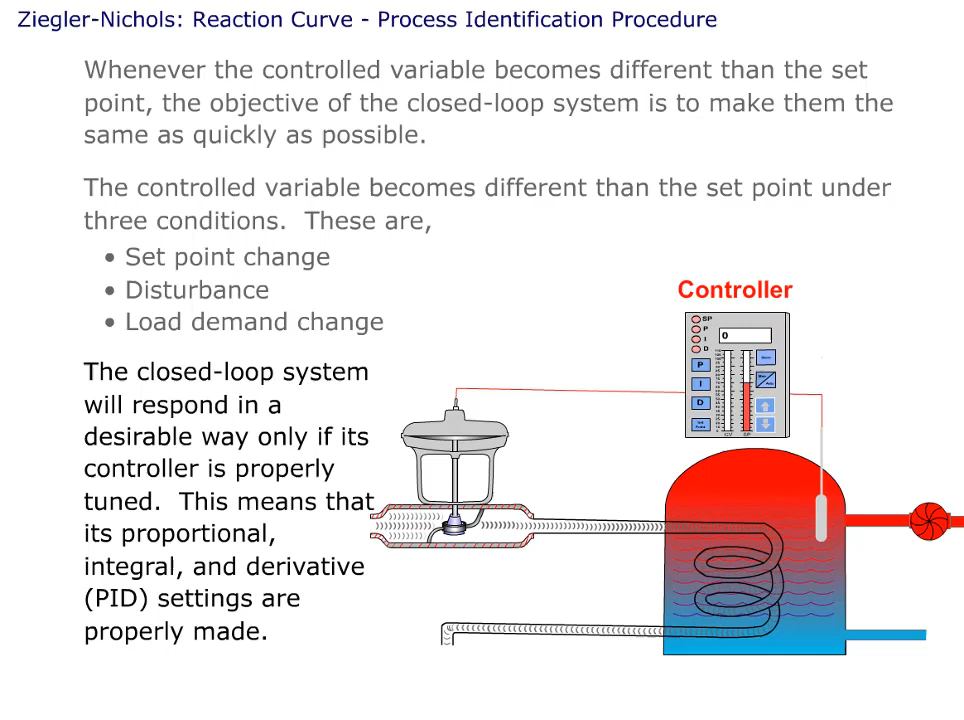 Ziegler-Nichols: Reaction Curve - Process Identification Procedure
Whenever the controlled variable becomes different than the set
point, the objective of the closed-loop system is to make them the
same as quickly as possible.
The controlled variable becomes different than the set point under
three conditions.  These are,
• Set point change
• Disturbance
• Load demand change
The closed-loop system
will respond in a
desirable way only if its
controller is properly
tuned.  This means that
its proportional,
integral, and derivative
(PID) settings are
properly made.
Controller
SP
P
I
D
0
P
I
D
CV SP